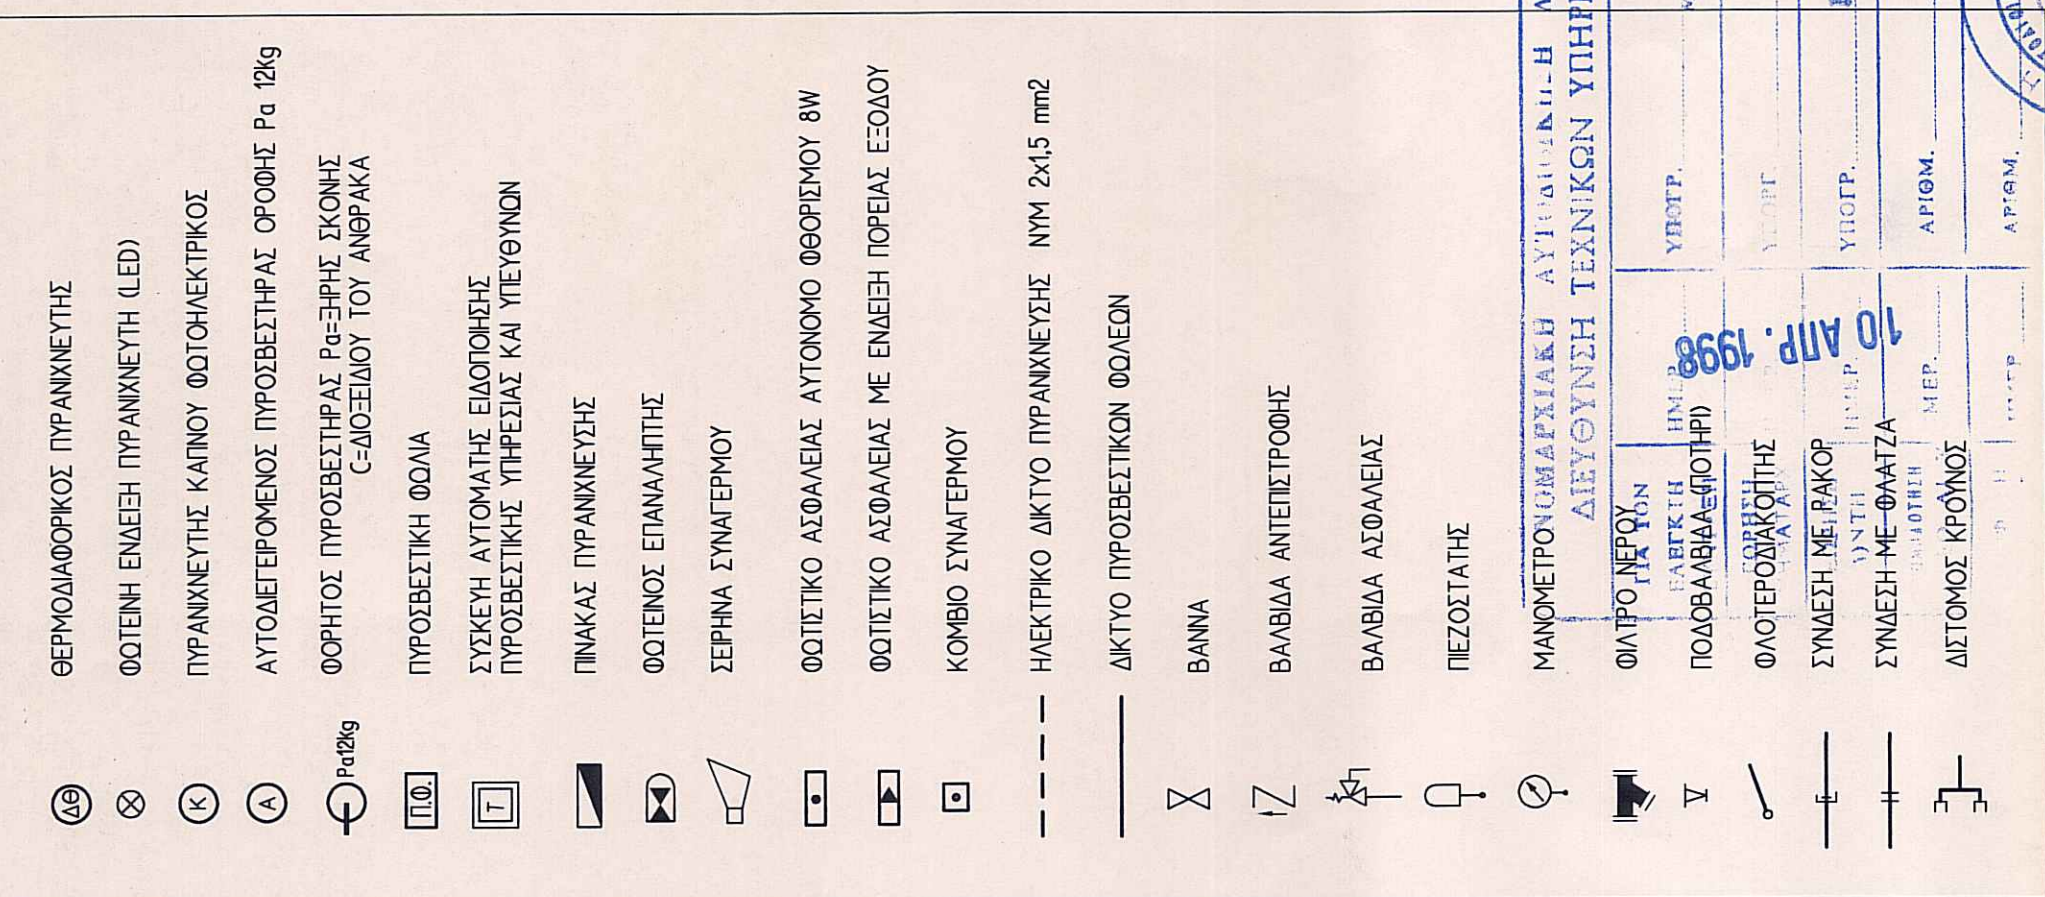 ΔΘ ΘΕΡΜΟΔΙΑΦΟΡΙΚΟΣ ΠΥΡΑΝΙΧΝΕΥΤΗΣ
ΦΩΤΕΙΝΗ ΕΝΔΕΙΞΗ ΠΥΡΑΝΙΧΝΕΥΤΗ (LED)
Κ ΠΥΡΑΝΙΧΝΕΥΤΗΣ ΚΑΠΝΟΥ ΦΩΤΟΗΛΕΚΤΡΙΚΟΣ
Α ΑΥΤΟΔΙΕΓΕΙΡΟΜΕΝΟΣ ΠΥΡΟΣΒΕΣΤΗΡΑΣ ΟΡΟΦΗΣ Pa 12kg
Pa12kg ΦΟΡΗΤΟΣ ΠΥΡΟΣΒΕΣΤΗΡΑΣ Pa=ΞΗΡΗΣ ΣΚΟΝΗΣ
C=ΔΙΟΞΕΙΔΙΟΥ ΤΟΥ ΑΝΘΡΑΚΑ
Π.Φ. ΠΥΡΟΣΒΕΣΤΙΚΗ ΦΩΛΙΑ
Τ ΣΥΣΚΕΥΗ ΑΥΤΟΜΑΤΗΣ ΕΙΔΟΠΟΙΗΣΗΣ
ΠΥΡΟΣΒΕΣΤΙΚΗΣ ΥΠΗΡΕΣΙΑΣ ΚΑΙ ΥΠΕΥΘΥΝΩΝ
ΠΙΝΑΚΑΣ ΠΥΡΑΝΙΧΝΕΥΣΗΣ
ΦΩΤΕΙΝΟΣ ΕΠΑΝΑΛΗΠΤΗΣ
ΣΕΙΡΗΝΑ ΣΥΝΑΓΕΡΜΟΥ
ΦΩΤΙΣΤΙΚΟ ΑΣΦΑΛΕΙΑΣ ΑΥΤΟΝΟΜΟ ΦΘΟΡΙΣΜΟΥ 8W
ΦΩΤΙΣΤΙΚΟ ΑΣΦΑΛΕΙΑΣ ΜΕ ΕΝΔΕΙΞΗ ΠΟΡΕΙΑΣ ΕΞΟΔΟΥ
ΚΟΜΒΙΟ ΣΥΝΑΓΕΡΜΟΥ
ΗΛΕΚΤΡΙΚΟ ΔΙΚΤΥΟ ΠΥΡΑΝΙΧΝΕΥΣΗΣ ΝΥΜ 2x1,5 mm2
ΔΙΚΤΥΟ ΠΥΡΟΣΒΕΣΤΙΚΩΝ ΦΩΛΕΩΝ
ΒΑΝΝΑ
ΒΑΛΒΙΔΑ ΑΝΤΕΠΙΣΤΡΟΦΗΣ
ΒΑΛΒΙΔΑ ΑΣΦΑΛΕΙΑΣ
ΠΙΕΖΟΣΤΑΤΗΣ
ΜΑΝΟΜΕΤΡΟ
ΦΙΛΤΡΟ ΝΕΡΟΥ
ΠΟΔΟΒΑΛΒΙΔΑ (ΠΟΤΗΡΙ)
ΦΛΟΤΕΡΟΔΙΑΚΟΠΤΗΣ
ΣΥΝΔΕΣΗ ΜΕ ΡΑΚΟΡ
ΣΥΝΔΕΣΗ ΜΕ ΦΛΑΤΖΑ
ΔΙΣΤΟΜΟΣ ΚΡΟΥΝΟΣ
ΔΙΕΥΘΥΝΣΗ ΤΕΧΝΙΚΩΝ
ΓΙΑ ΤΟΝ
ΥΠΟΓΡ.
ΥΠΟΓΡ.
10 ΑΠΡ. 1998
ΑΡΙΘΜ.
ΑΡΙΘΜ.